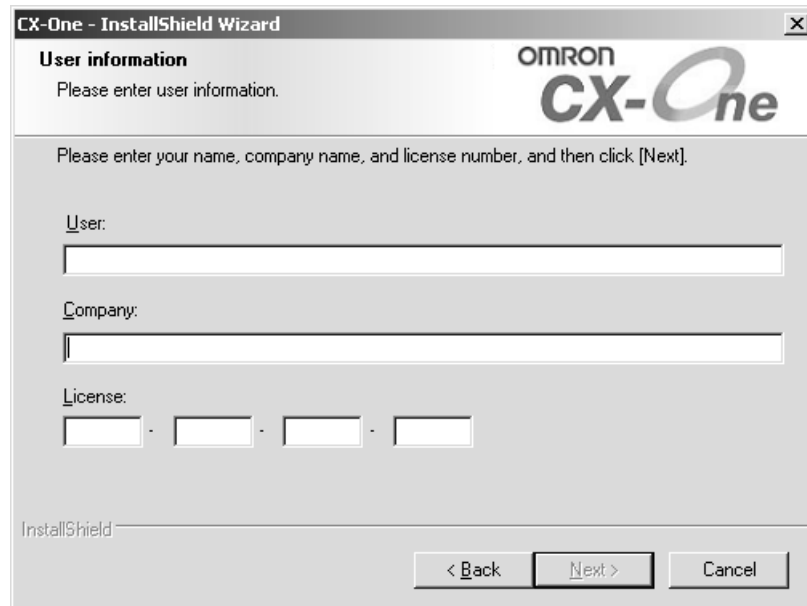 CX-One - InstallShield Wizard
User information
Please enter user information.
OMRON
CX-One
Please enter your name, company name, and license number, and then click [Next].
User:
Company:
License:
- - -
InstallShield
< Back Next > Cancel